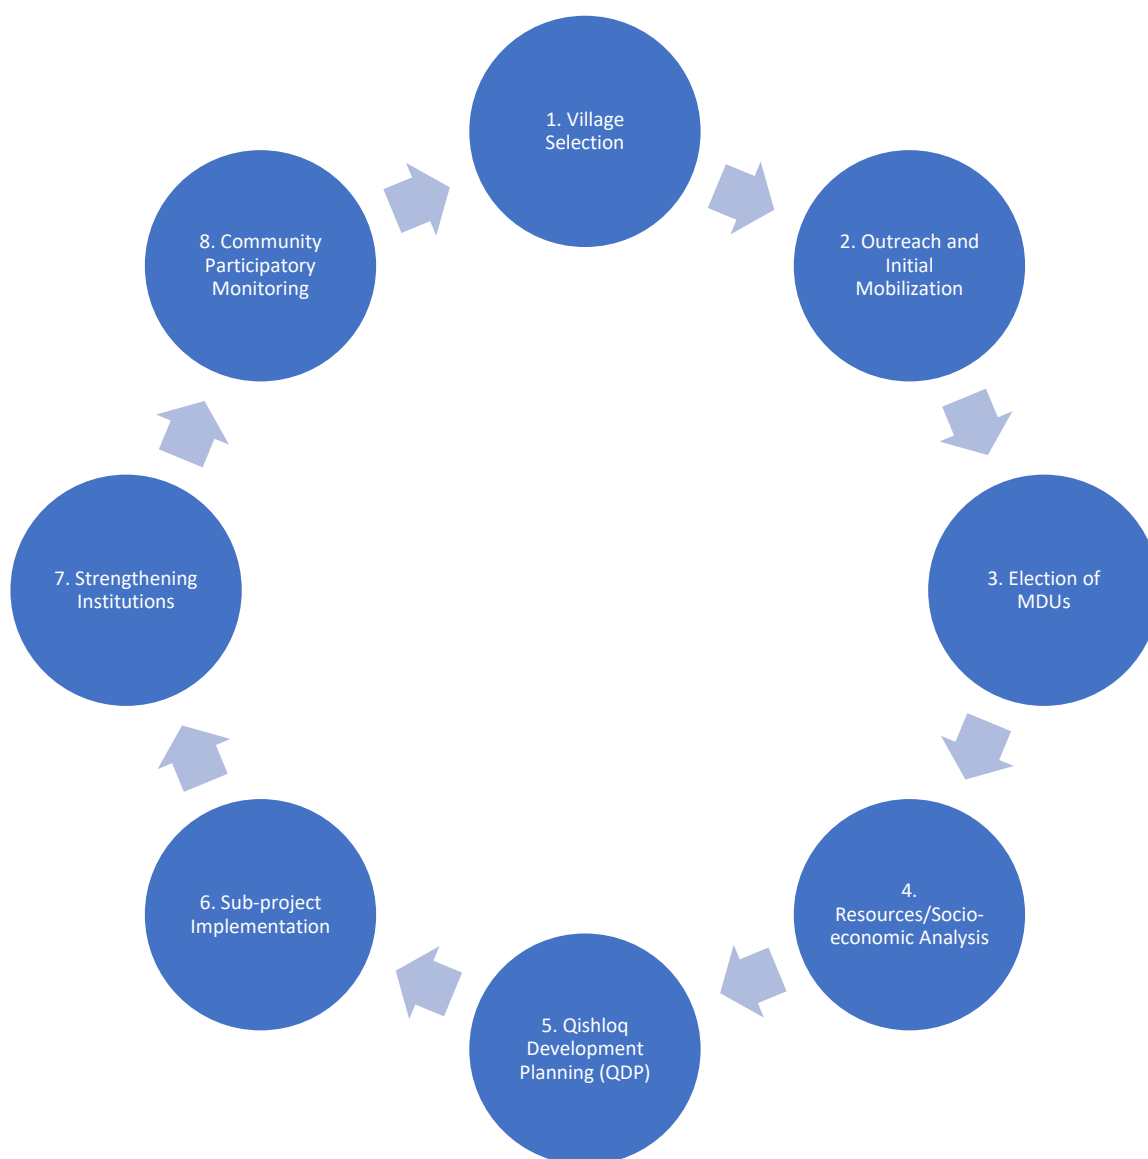 1. Village
Selection
2. Outreach and
Initial
Mobilization
3. Election of
MDUs
4.
Resources/Socio-
economic Analysis
5. Qishloq
Development
Planning (QDP)
6. Sub-project
Implementation
7. Strengthening
Institutions
8. Community
Participatory
Monitoring